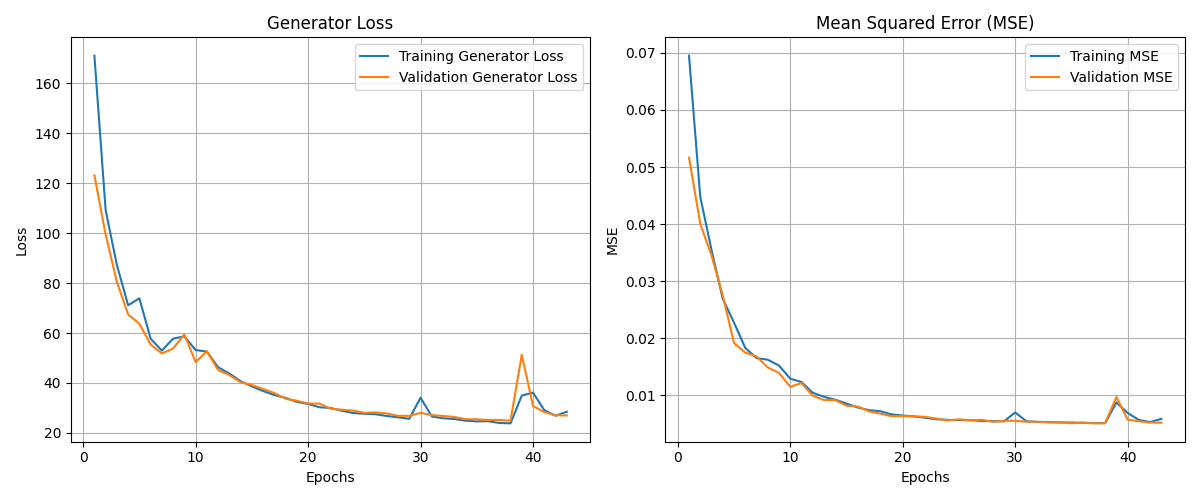 Generator Loss
Training Generator Loss
Validation Generator Loss
160
140
120
100
80
60
40
20
Loss
0
10
20
30
40
Epochs
Mean Squared Error (MSE)
Training MSE
Validation MSE
0.07
0.06
0.05
0.04
0.03
0.02
0.01
MSE
0
10
20
30
40
Epochs